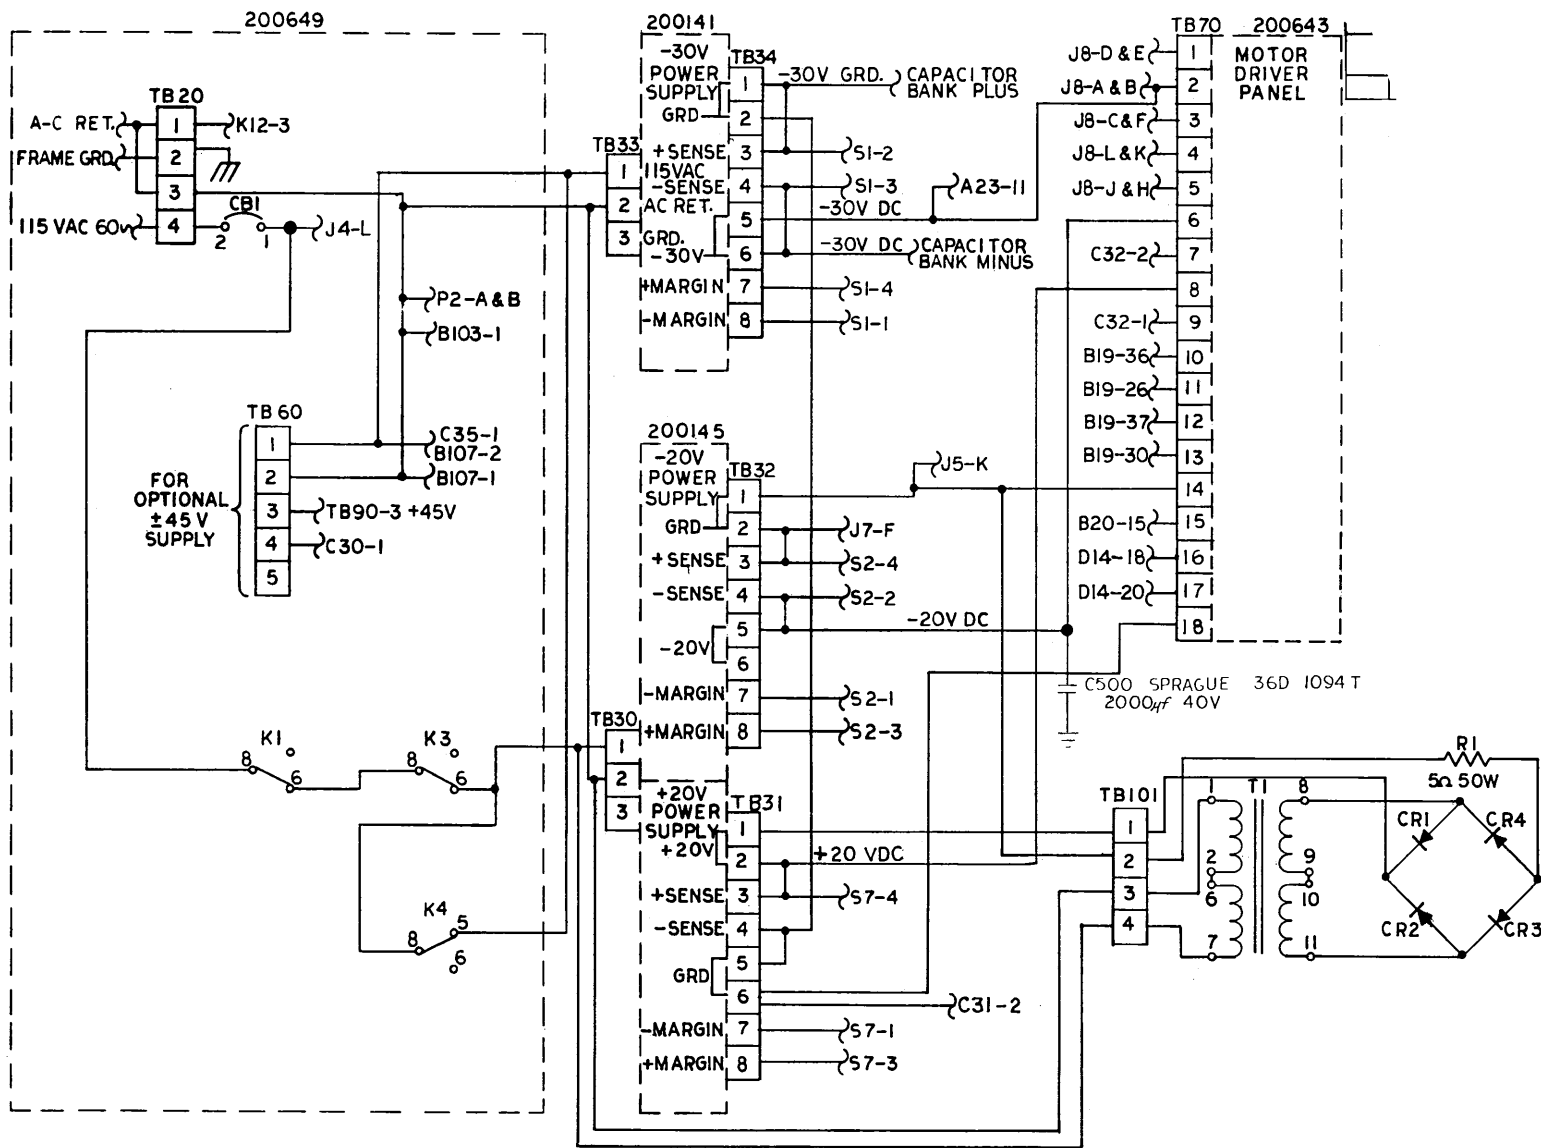 200649
TB20
A-C RET.
1
K12-3
FRAME GRD.
2
3
CB1
115 VAC 60~
4
2
1
J4-L
P2-A & B
B103-1
TB 60
FOR
OPTIONAL
±45 V
SUPPLY
1
C35-1
B107-2
2
B107-1
3
TB90-3 +45V
4
C30-1
5
K1
8
6
K3
8
6
K4
8
5
6
200141
-30V
POWER
SUPPLY
GRD
TB34
1
-30V GRD.
CAPACITOR
BANK PLUS
2
+SENSE
3
S1-2
-SENSE
4
S1-3
5
-30V DC
A23-11
-30V
6
-30V DC
CAPACITOR
BANK MINUS
+MARGIN
7
S1-4
-MARGIN
8
S1-1
TB33
1
115VAC
2
AC RET.
3
GRD.
200145
-20V
POWER
SUPPLY
GRD
TB32
1
J5-K
2
J7-F
+SENSE
3
S2-4
-SENSE
4
S2-2
5
-20V DC
-20V
6
-MARGIN
7
S2-1
+MARGIN
8
S2-3
TB30
1
2
3
+20V
POWER
SUPPLY
+20V
TB31
1
2
+20 VDC
+SENSE
3
S7-4
-SENSE
4
5
GRD
6
C31-2
-MARGIN
7
S7-1
+MARGIN
8
S7-3
TB70
200643
MOTOR
DRIVER
PANEL
J8-D & E
1
J8-A & B
2
J8-C & F
3
J8-L & K
4
J8-J & H
5
6
C32-2
7
8
C32-1
9
B19-36
10
B19-26
11
B19-37
12
B19-30
13
14
B20-15
15
D14-18
16
D14-20
17
18
C500 SPRAGUE 36D 1094 T
2000µf 40V
R1
5Ω 50W
TB101
1
2
3
4
1
T1
8
2
9
6
10
7
11
CR1
CR4
CR2
CR3